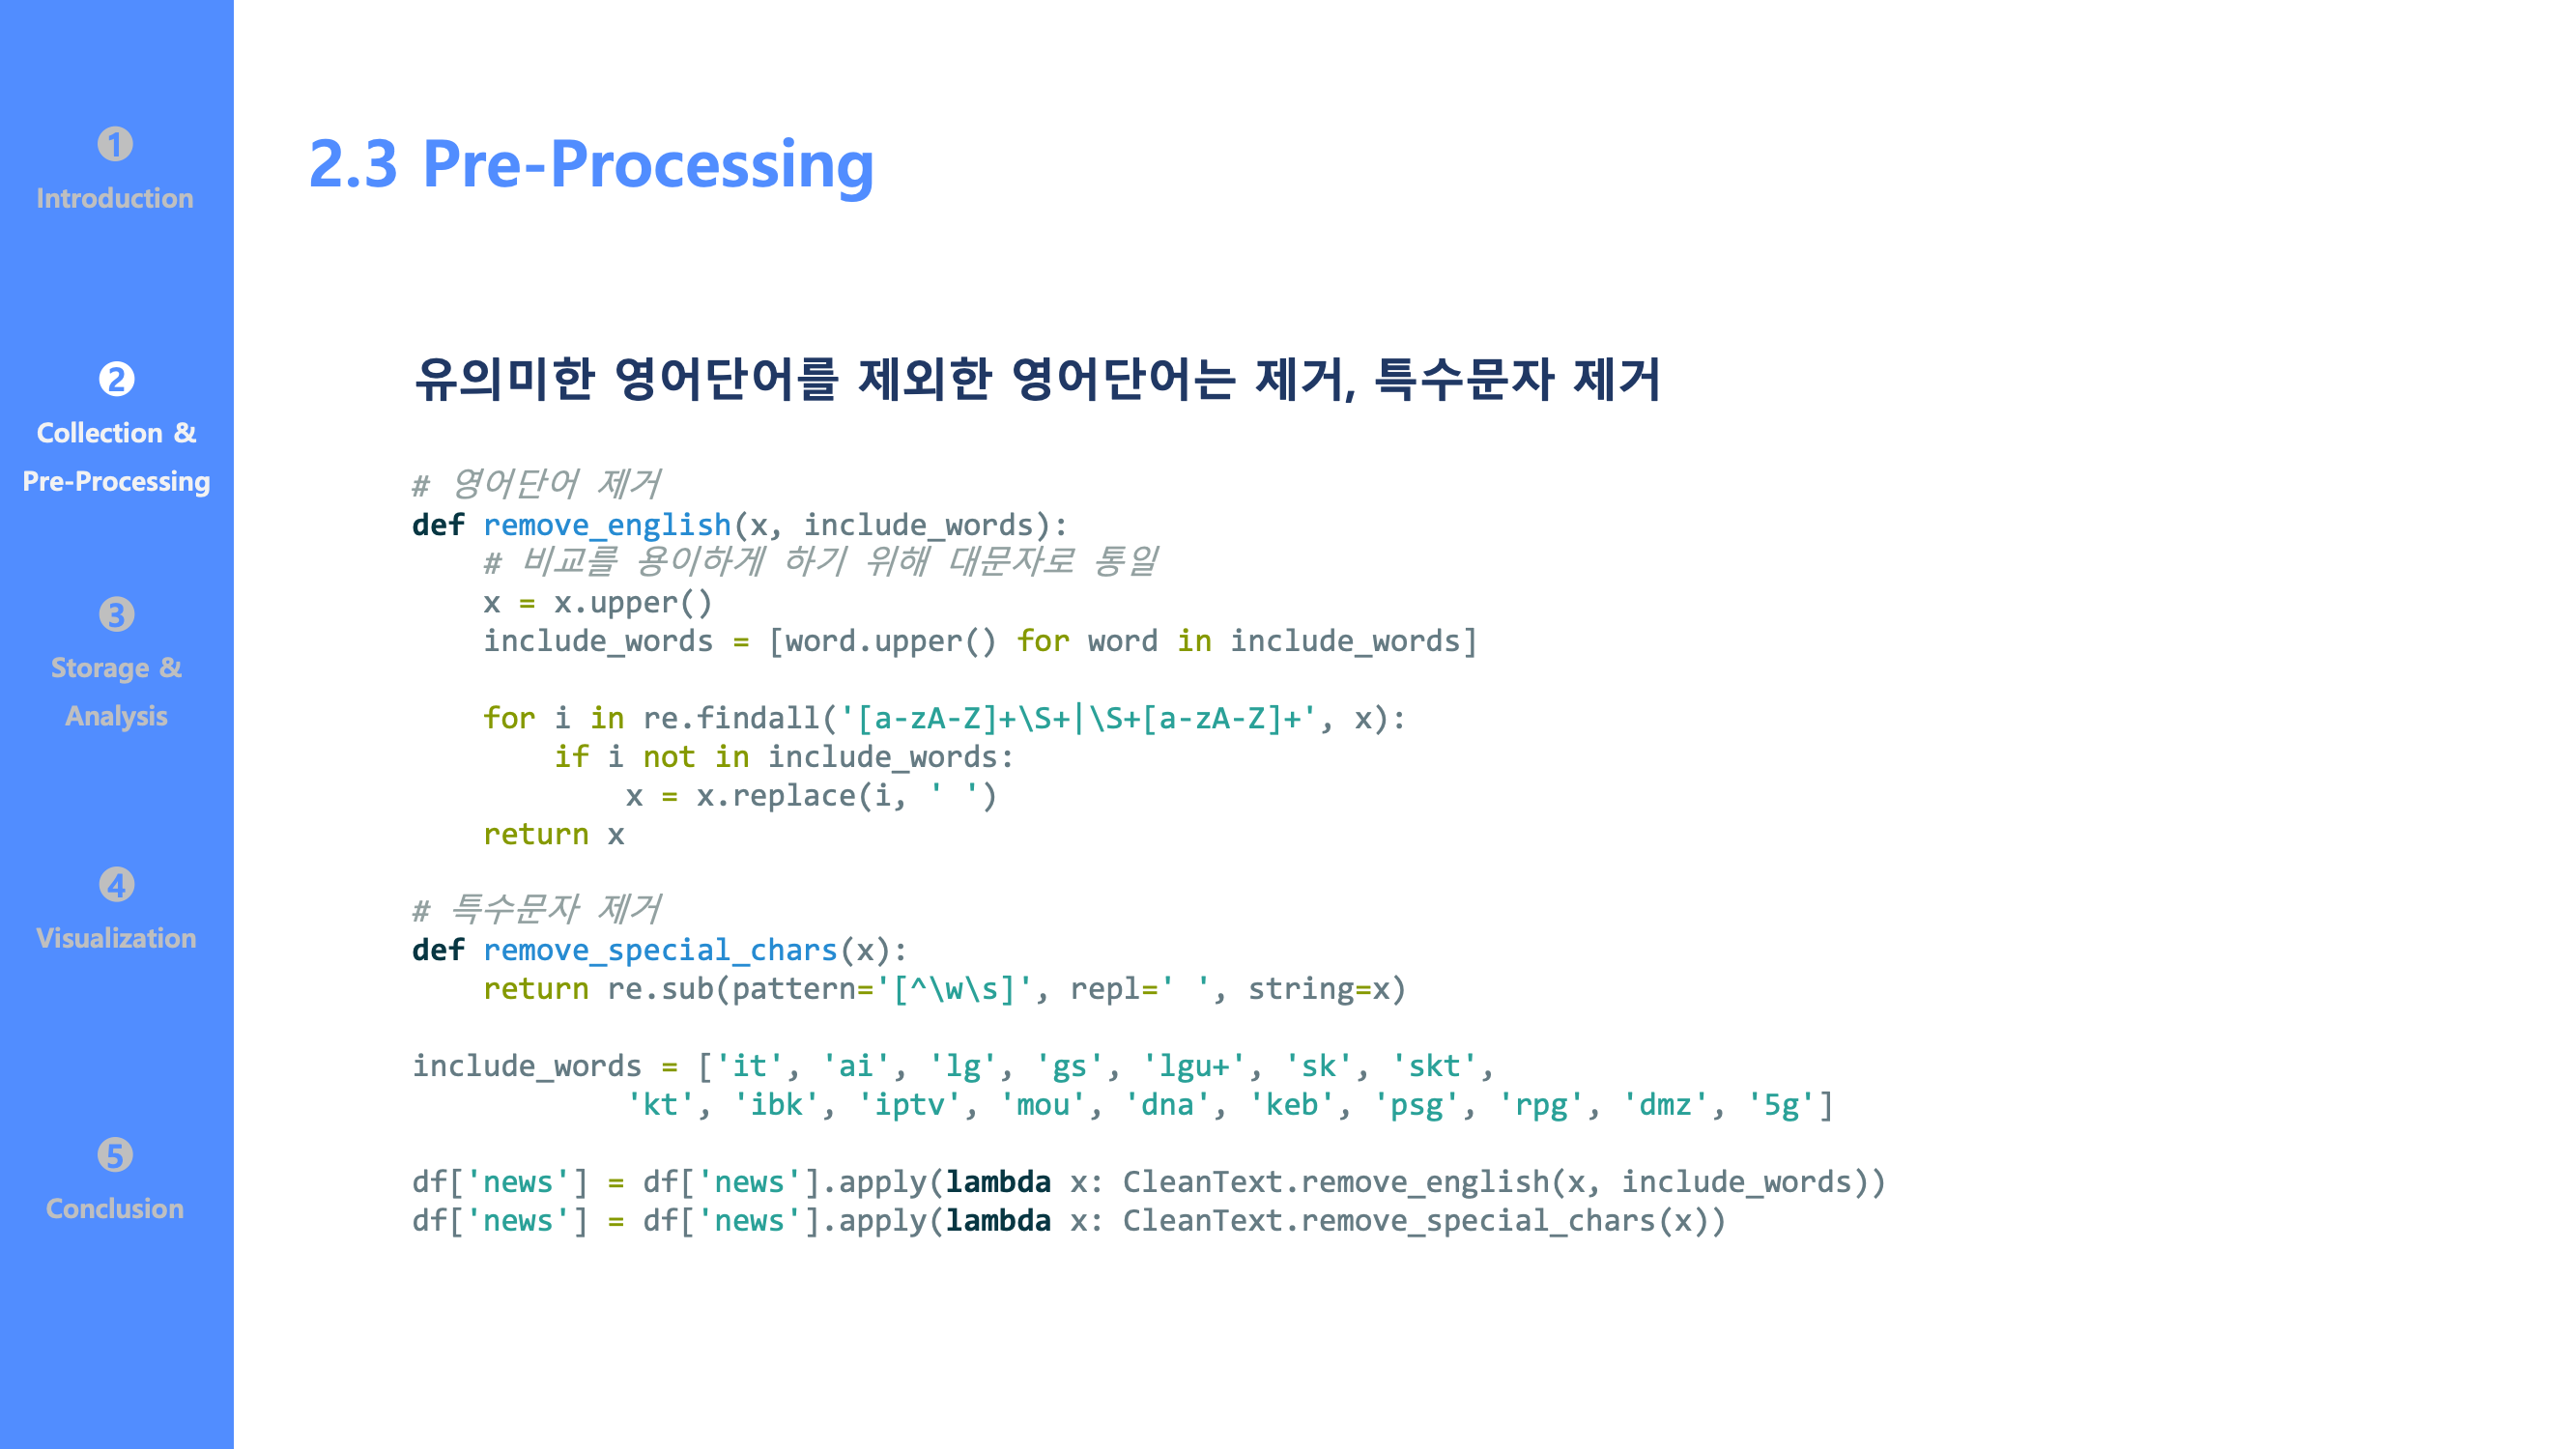 ❶
Introduction
❷
Collection &
Pre-Processing
❸
Storage &
Analysis
❹
Visualization
❺
Conclusion
2.3 Pre-Processing
유의미한 영어단어를 제외한 영어단어는 제거, 특수문자 제거
# 영어단어 제거
def remove_english(x, include_words):
    # 비교를 용이하게 하기 위해 대문자로 통일
    x = x.upper()
    include_words = [word.upper() for word in include_words]
    for i in re.findall('[a-zA-Z]+\S+|\S+[a-zA-Z]+', x):
        if i not in include_words:
            x = x.replace(i, ' ')
    return x
# 특수문자 제거
def remove_special_chars(x):
    return re.sub(pattern='[^\w\s]', repl=' ', string=x)
include_words = ['it', 'ai', 'lg', 'gs', 'lgu+', 'sk', 'skt',
            'kt', 'ibk', 'iptv', 'mou', 'dna', 'keb', 'psg', 'rpg', 'dmz', '5g']
df['news'] = df['news'].apply(lambda x: CleanText.remove_english(x, include_words))
df['news'] = df['news'].apply(lambda x: CleanText.remove_special_chars(x))